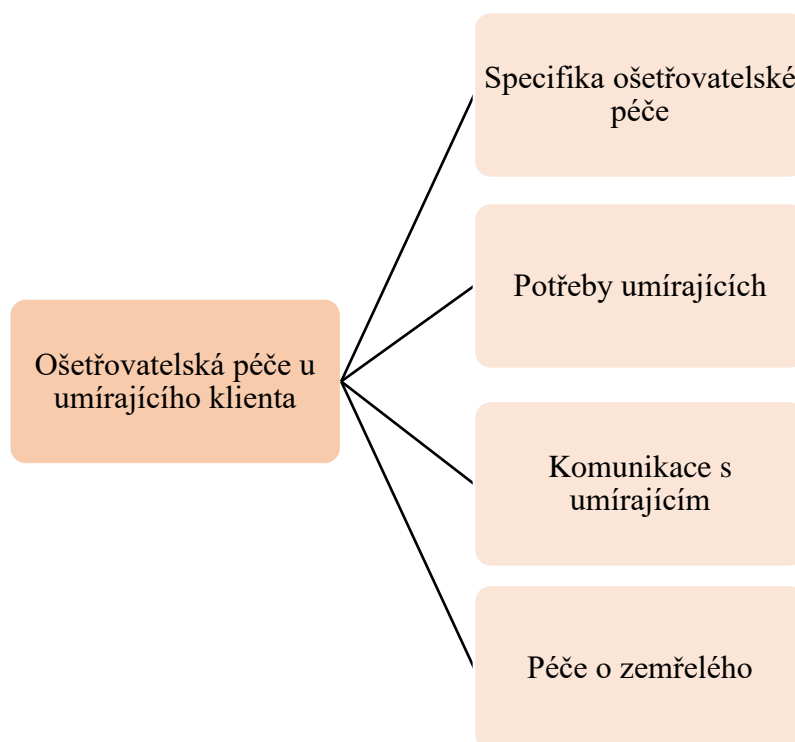 Specifika ošetřovatelské
péče
Potřeby umírajících
Ošetřovatelská péče u
umírajícího klienta
Komunikace s
umírajícím
Péče o zemřelého